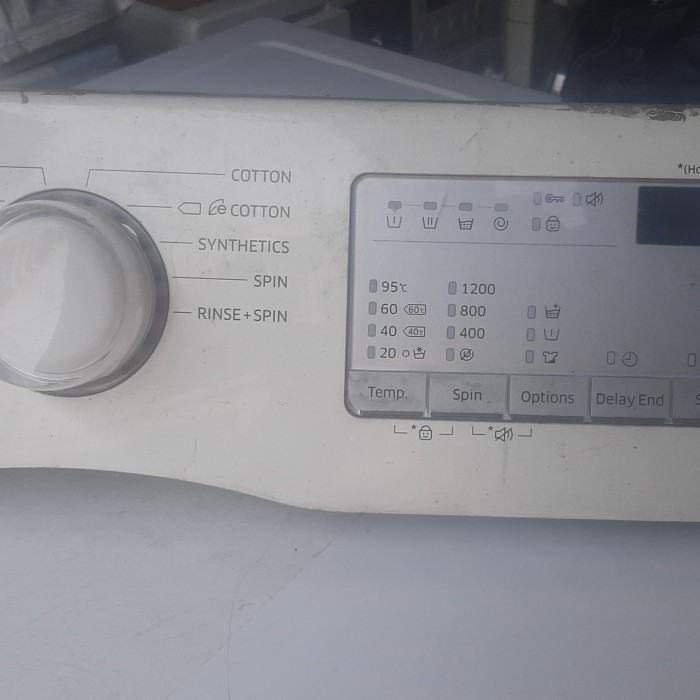 COTTON
e COTTON
SYNTHETICS
SPIN
RINSE+SPIN
*(Ho
95℃ 1200
60 60℃ 800
40 40℃ 400
20
Temp. Spin Options Delay End S
* *